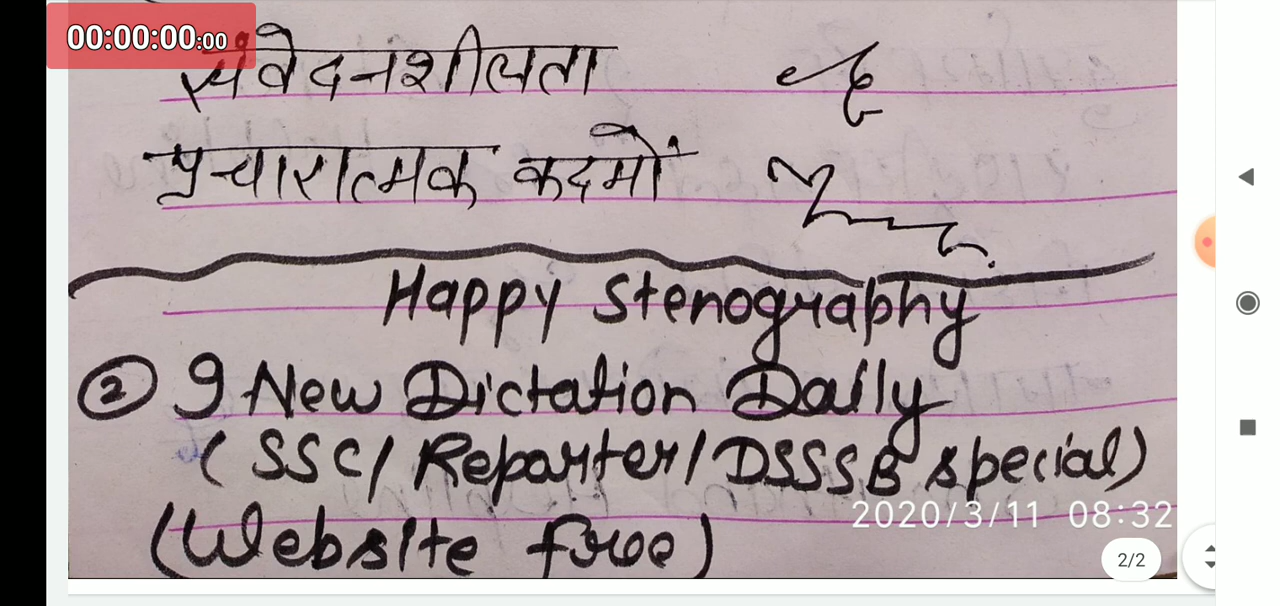 00:00:00:00
संवेदनशीलता
प्रचारात्मक कदमों
Happy Stenography
② 9 New Dictation Daily
(SSC/Reporter/DSSSB special)
(Website free)
2020/3/11 08:32
2/2